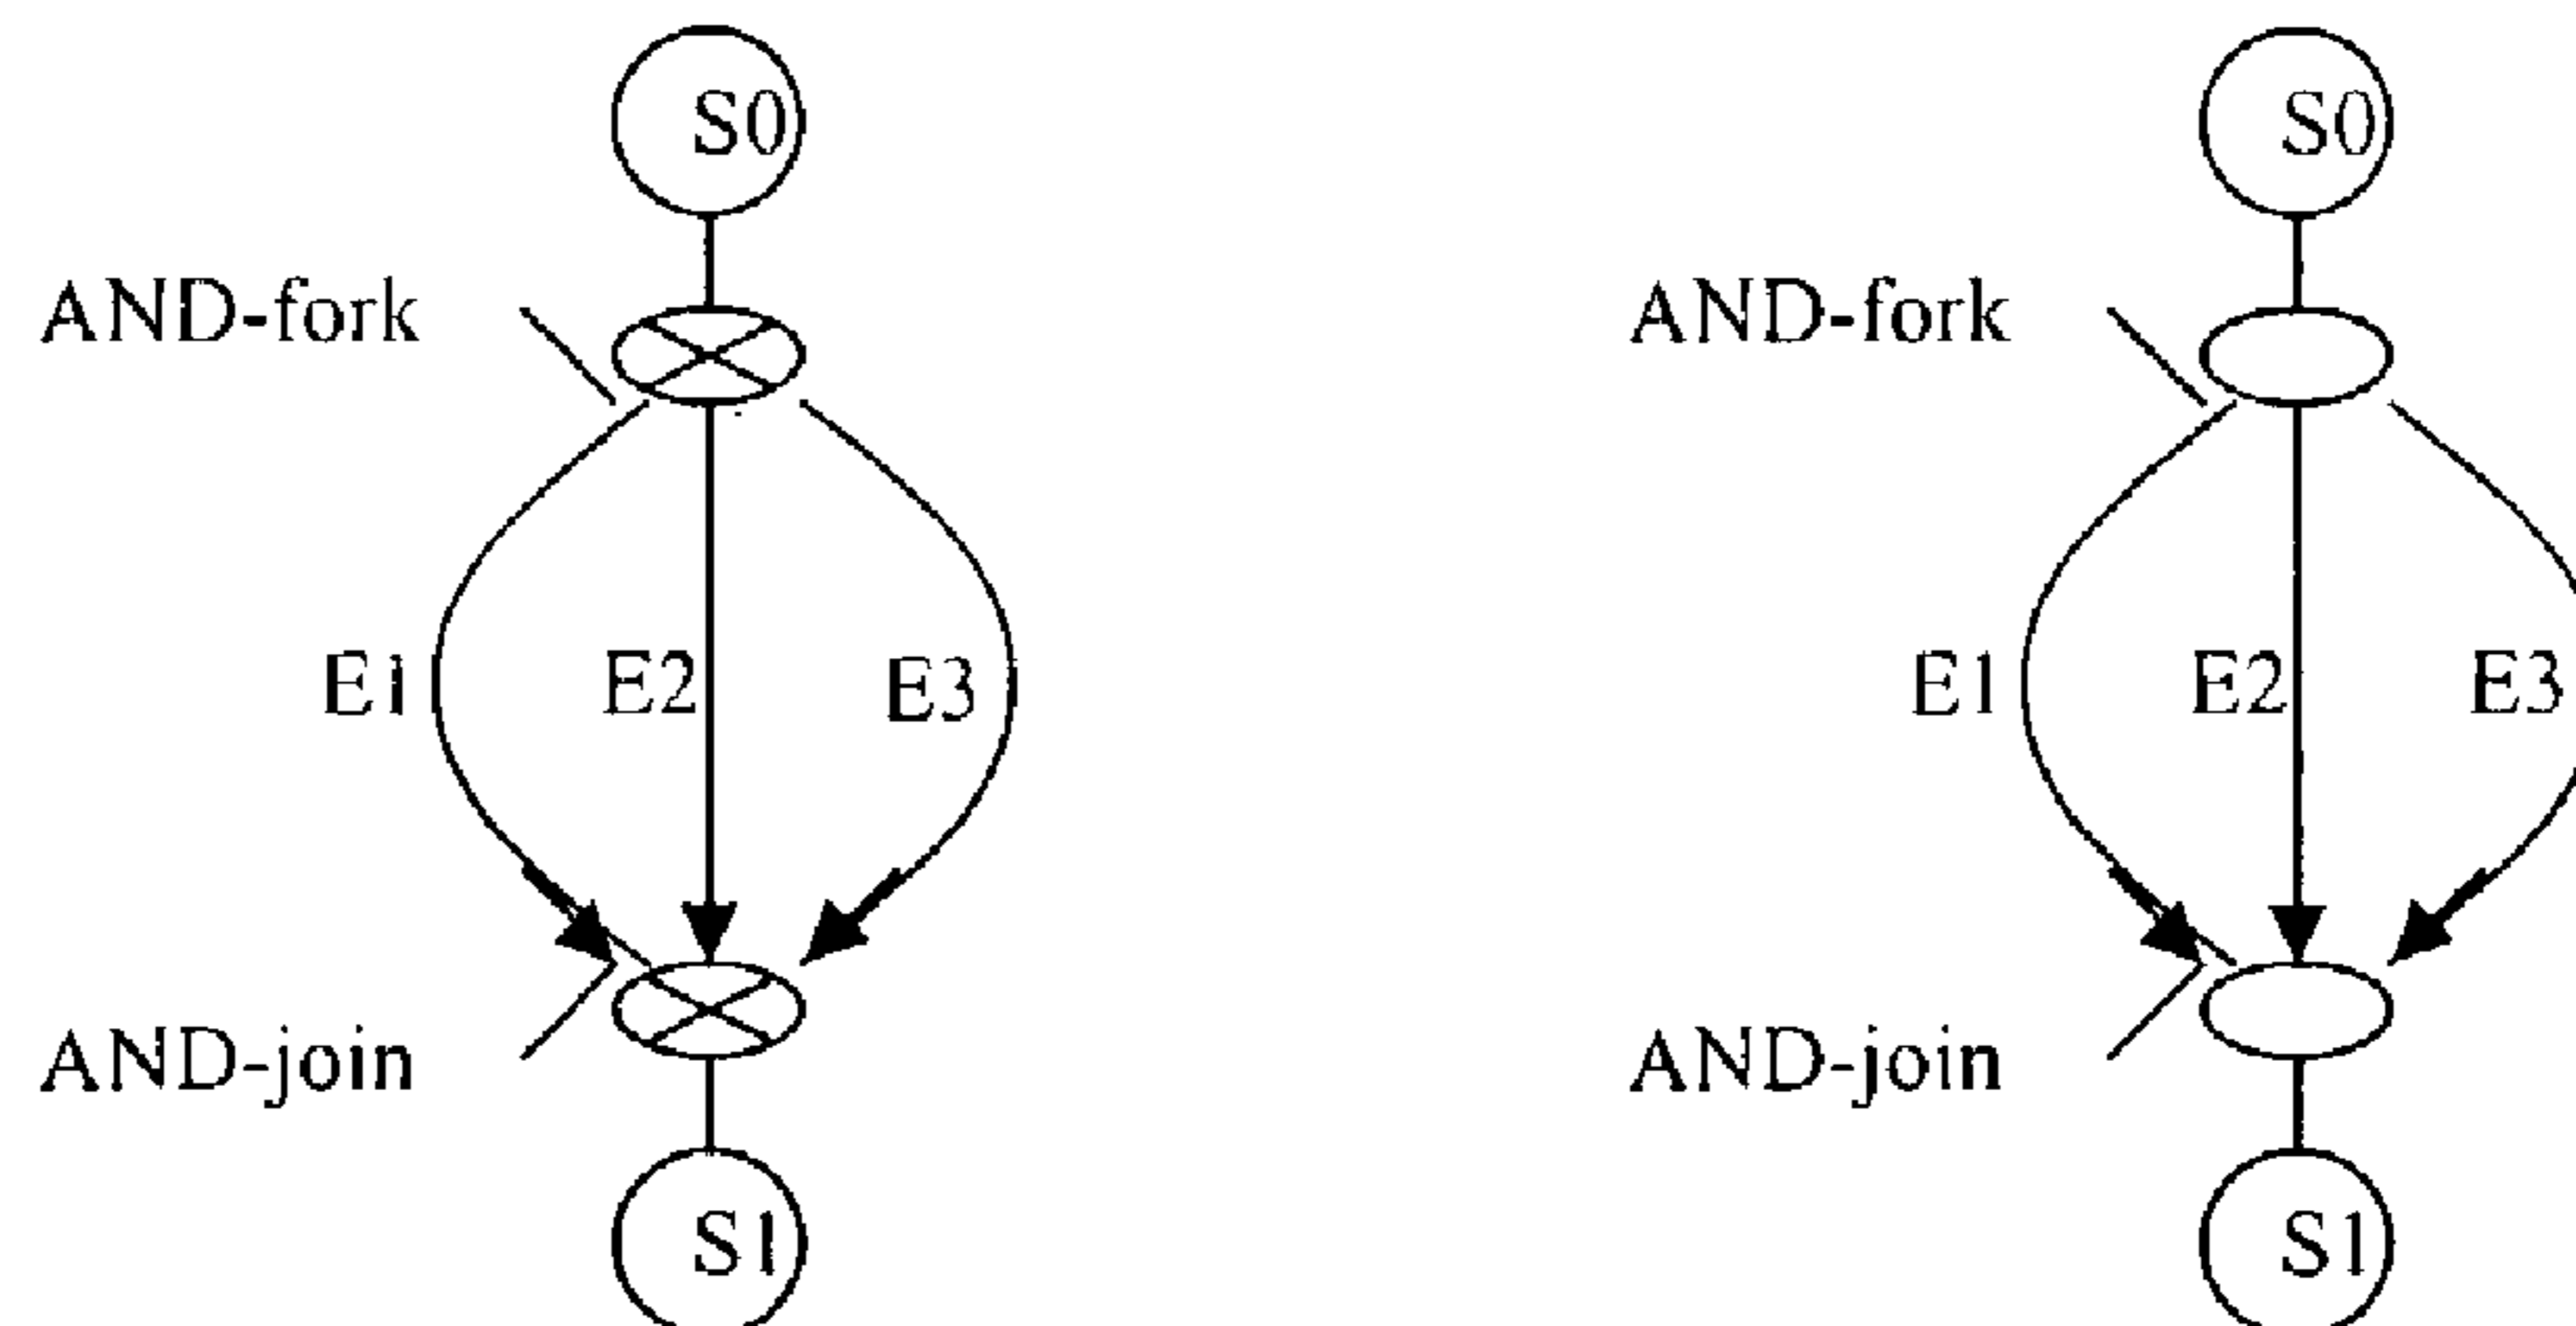 S0
AND-fork
E1 E2 E3
AND-join
S1
S0
AND-fork
E1 E2 E3
AND-join
S1